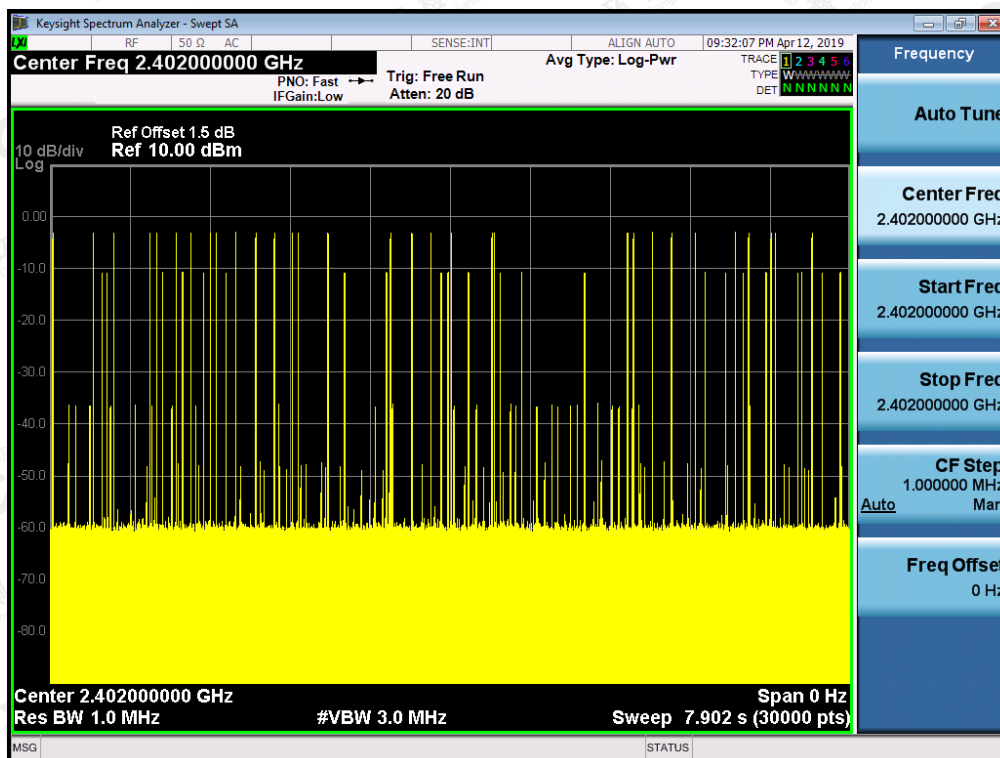 Keysight Spectrum Analyzer - Swept SA
LXI RF 50 Ω AC SENSE:INT ALIGN AUTO 09:32:07 PM Apr 12, 2019
Center Freq 2.402000000 GHz
PNO: Fast
IFGain:Low
Trig: Free Run
Atten: 20 dB
Avg Type: Log-Pwr
TRACE 1 2 3 4 5 6
TYPE WWWWWW
DET N N N N N N
Ref Offset 1.5 dB
10 dB/div Ref 10.00 dBm
Log
0.00
-10.0
-20.0
-30.0
-40.0
-50.0
-60.0
-70.0
-80.0
Center 2.402000000 GHz Span 0 Hz
Res BW 1.0 MHz #VBW 3.0 MHz Sweep 7.902 s (30000 pts)
MSG STATUS
Frequency
Auto Tune
Center Freq
2.402000000 GHz
Start Freq
2.402000000 GHz
Stop Freq
2.402000000 GHz
CF Step
1.000000 MHz
Auto Man
Freq Offset
0 Hz